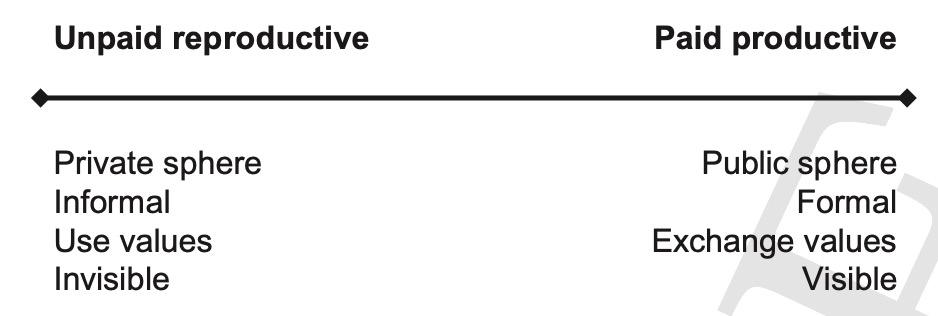 Unpaid reproductive Paid productive
Private sphere Public sphere
Informal Formal
Use values Exchange values
Invisible Visible